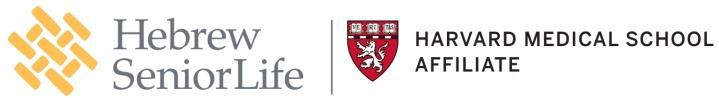 Hebrew
SeniorLife
HARVARD MEDICAL SCHOOL
AFFILIATE